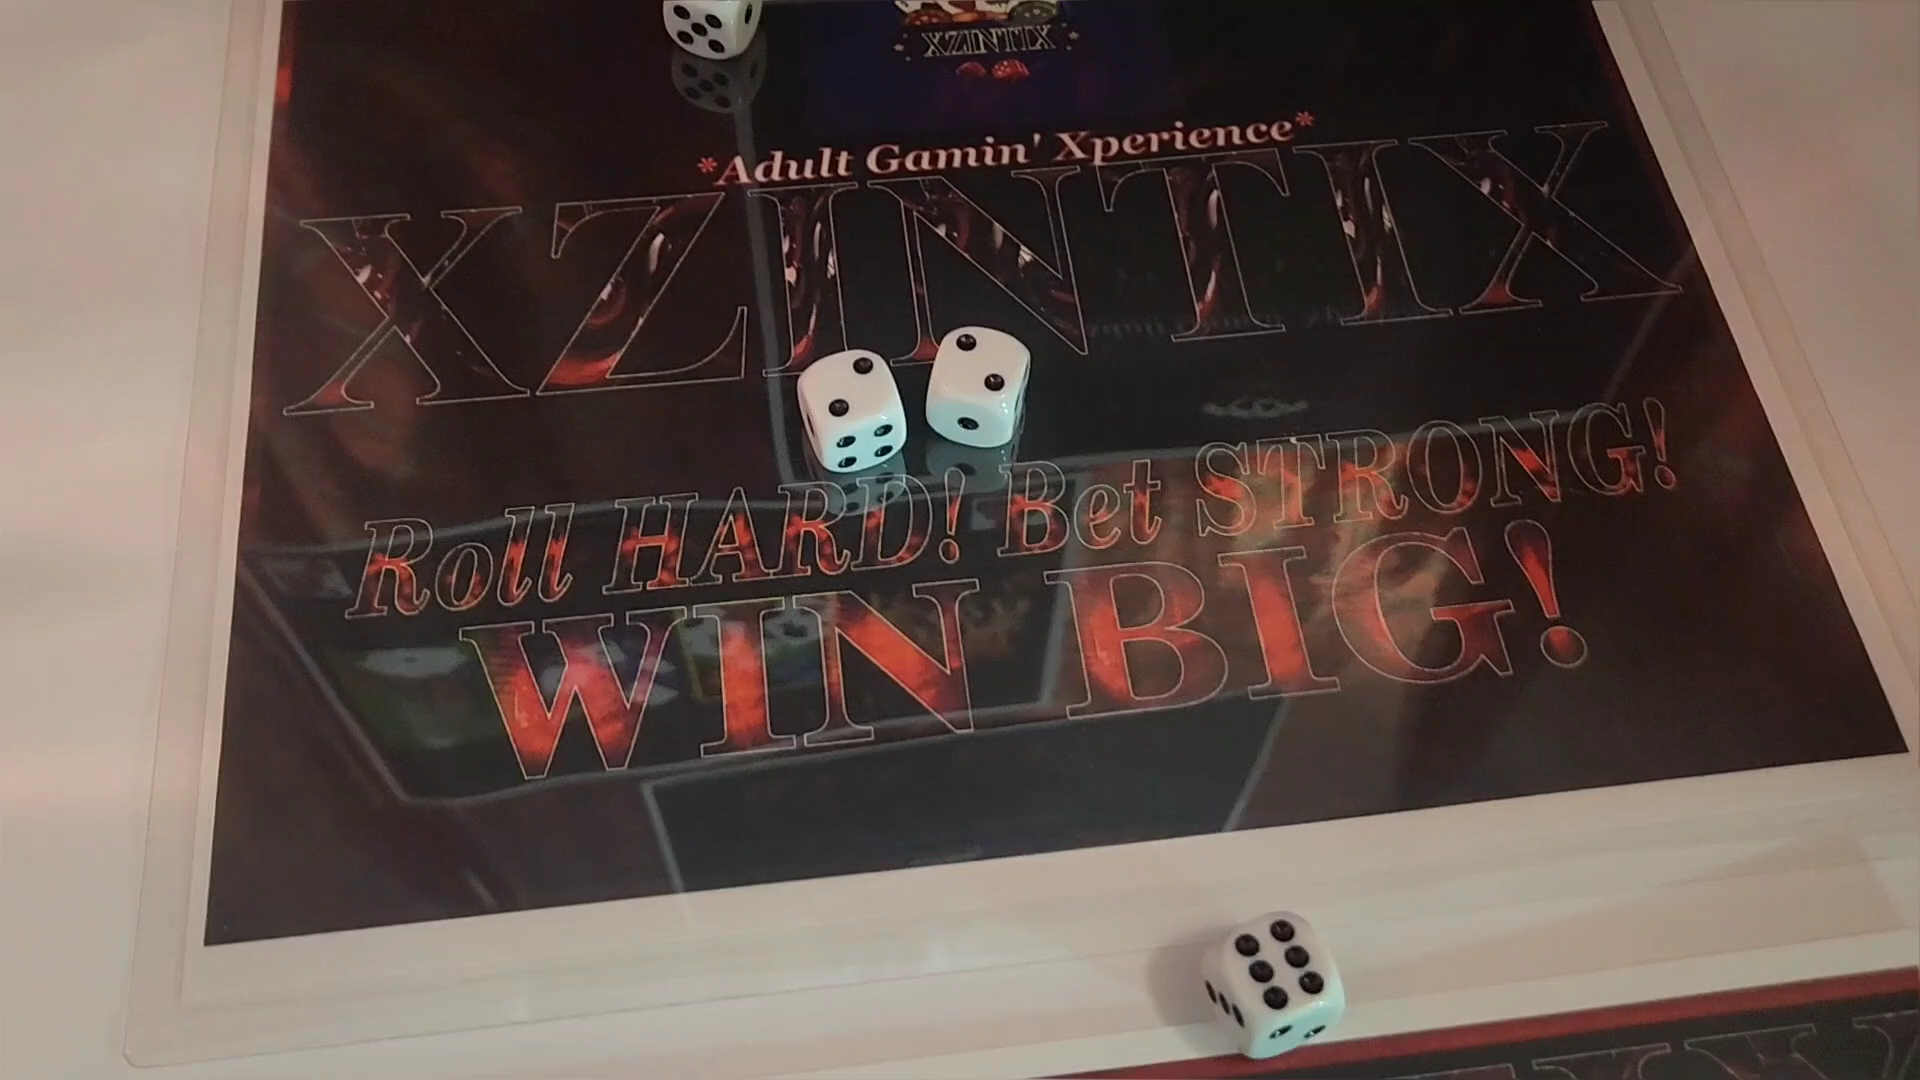 XZINTIX
*Adult Gamin' Xperience*
XZINTIX
Roll HARD! Bet STRONG!
WIN BIG!